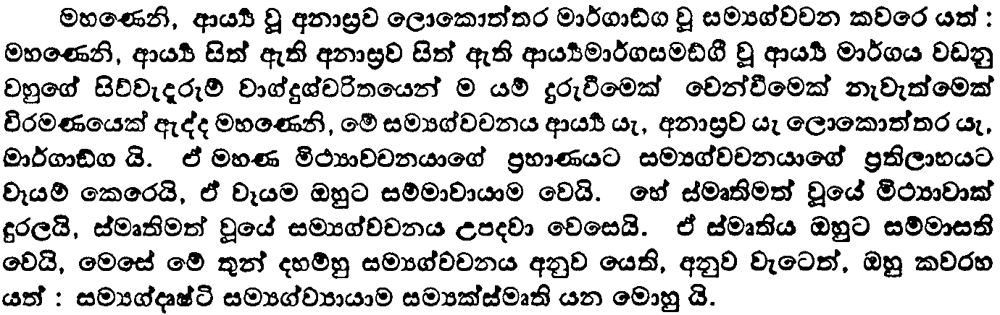 මහණෙනි, ආර්‍ය්‍ය වූ අනාස්‍රව ලොකොත්තර මාර්ගාඞ්ග වූ සම්‍යග්වචන කවරෙ යත් :
මහණෙනි, ආර්‍ය්‍ය සිත් ඇති අනාස්‍රව සිත් ඇති ආර්‍ය්‍යමාර්ගසමඞ්ගී වූ ආර්‍ය්‍ය මාර්ගය වඩනු
වහුගේ සිව්වැදෑරුම් වාග්දුශ්චරිතයෙන් ම යම් දුරුවීමෙක් වෙන්වීමෙක් නැවැත්මෙක්
විරමණයෙක් ඇද්ද මහණෙනි, මේ සම්‍යග්වචනය ආර්‍ය්‍ය යැ, අනාස්‍රව යැ ලොකොත්තර යැ,
මාර්ගාඞ්ග යි. ඒ මහණ මිථ්‍යාවචනයාගේ ප්‍රහාණයට සම්‍යග්වචනයාගේ ප්‍රතිලාභයට
වෑයම් කෙරෙයි, ඒ වෑයම ඔහුට සම්මාවායාම වෙයි. හේ ස්මෘතිමත් වූයේ මිථ්‍යාවාක්
දුරලයි, ස්මෘතිමත් වූයේ සම්‍යග්වචනය උපදවා වෙසෙයි. ඒ ස්මෘතිය ඔහුට සම්මාසති
වෙයි, මෙසේ මේ තුන් දහම්හු සම්‍යග්වචනය අනුව යෙති, අනුව වැටෙත්, ඔහු කවරහ
යත් : සම්‍යග්දෘෂ්ටි සම්‍යග්ව්‍යායාම සම්‍යක්ස්මෘති යන මොහු යි.